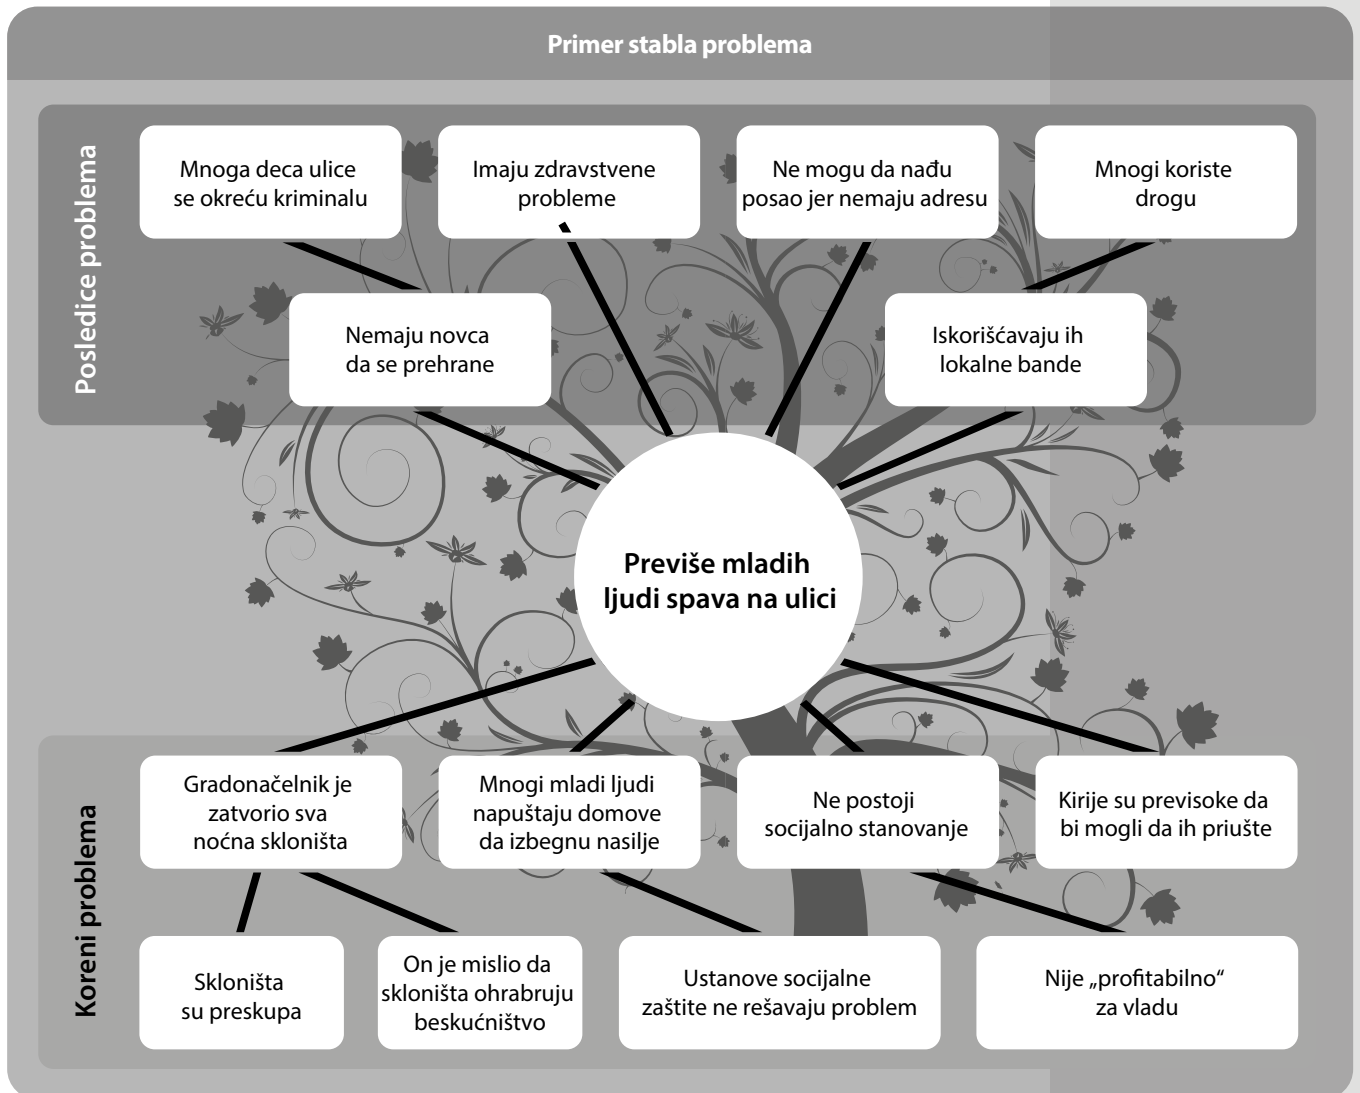 Primer stabla problema
Posledice problema
Mnoga deca ulice
se okreću kriminalu
Imaju zdravstvene
probleme
Ne mogu da nađu
posao jer nemaju adresu
Mnogi koriste
drogu
Nemaju novca
da se prehrane
Iskorišćavaju ih
lokalne bande
Previše mladih
ljudi spava na ulici
Koreni problema
Gradonačelnik je
zatvorio sva
noćna skloništa
Mnogi mladi ljudi
napuštaju domove
da izbegnu nasilje
Ne postoji
socijalno stanovanje
Kirije su previsoke da
bi mogli da ih priušte
Skloništa
su preskupa
On je mislio da
skloništa ohrabruju
beskućništvo
Ustanove socijalne
zaštite ne rešavaju problem
Nije „profitabilno“
za vladu